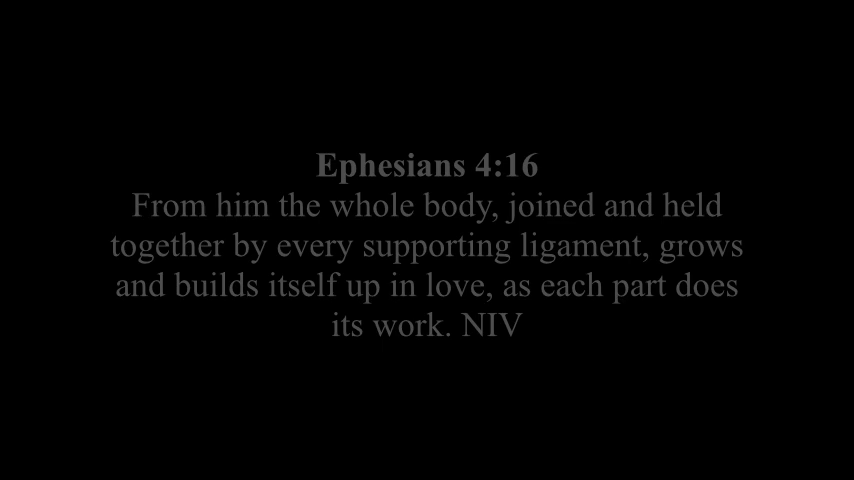 Ephesians 4:16
From him the whole body, joined and held
together by every supporting ligament, grows
and builds itself up in love, as each part does
its work. NIV